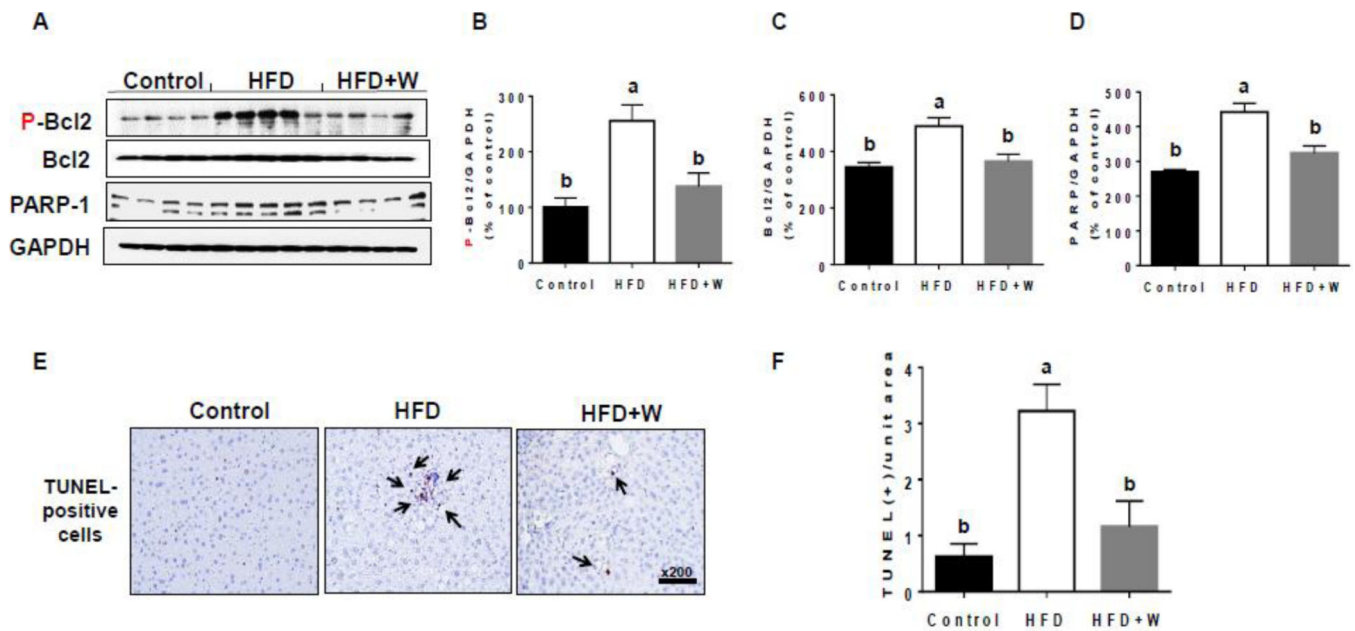 A
Control HFD HFD+W
P-Bcl2
Bcl2
PARP-1
GAPDH
B
P-Bcl2/GAPDH
(% of control)
300
200
100
0
a
b
b
Control HFD HFD+W
C
Bcl2/GAPDH
(% of control)
600
400
200
0
a
b
b
Control HFD HFD+W
D
PARP/GAPDH
(% of control)
500
400
300
200
100
0
a
b
b
Control HFD HFD+W
E
Control HFD HFD+W
TUNEL-
positive
cells
x200
F
TUNEL(+)/unit area
4
3
2
1
0
a
b
b
Control HFD HFD+W